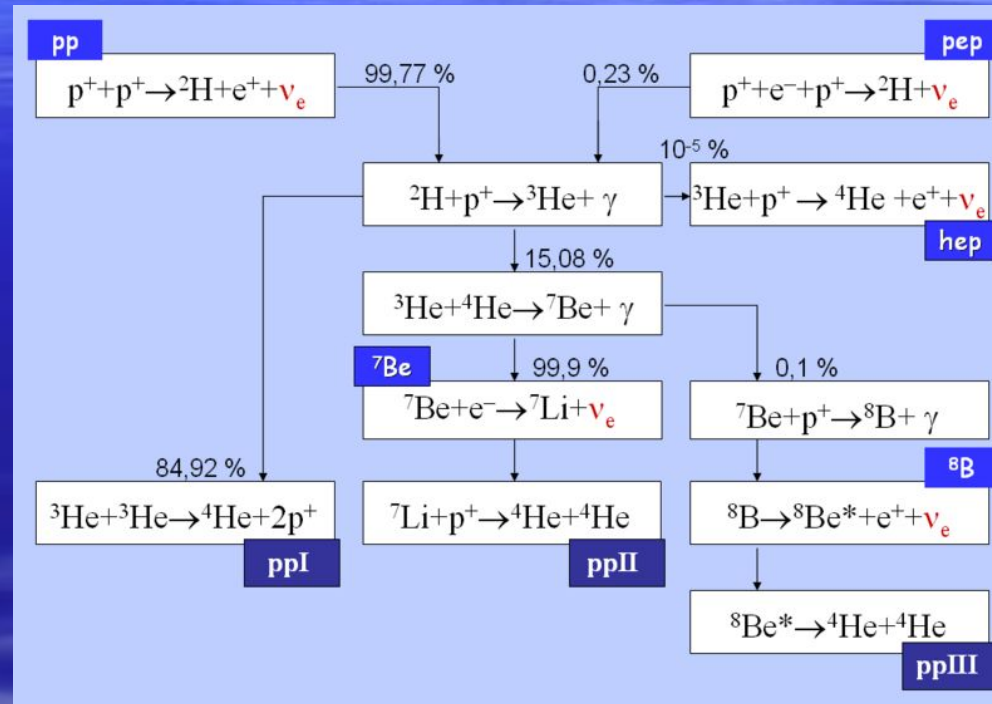 pp
pep
p⁺+p⁺→²H+e⁺+νₑ
99,77 %
0,23 %
p⁺+e⁻+p⁺→²H+νₑ
10⁻⁵ %
²H+p⁺→³He+ γ
³He+p⁺→ ⁴He +e⁺+νₑ
hep
15,08 %
³He+⁴He→⁷Be+ γ
⁷Be
99,9 %
0,1 %
⁷Be+e⁻→⁷Li+νₑ
⁷Be+p⁺→⁸B+ γ
84,92 %
⁸B
³He+³He→⁴He+2p⁺
⁷Li+p⁺→⁴He+⁴He
⁸B→⁸Be*+e⁺+νₑ
ppI
ppII
⁸Be*→⁴He+⁴He
ppIII